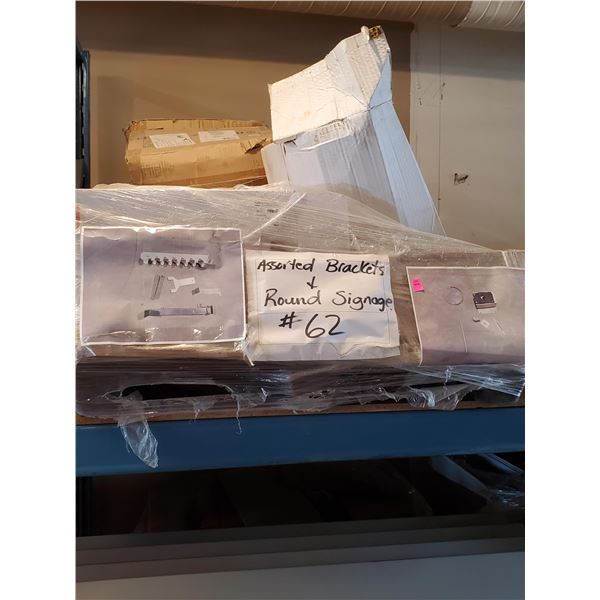 Assorted Brackets
+
Round Signage
#62